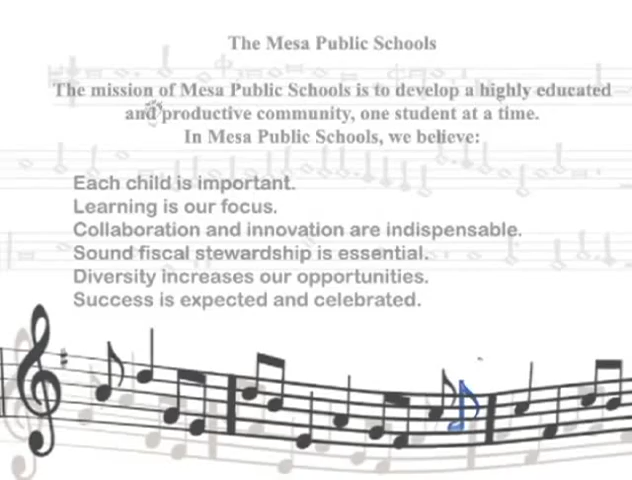 The Mesa Public Schools
The mission of Mesa Public Schools is to develop a highly educated
and productive community, one student at a time.
In Mesa Public Schools, we believe:
Each child is important.
Learning is our focus.
Collaboration and innovation are indispensable.
Sound fiscal stewardship is essential.
Diversity increases our opportunities.
Success is expected and celebrated.